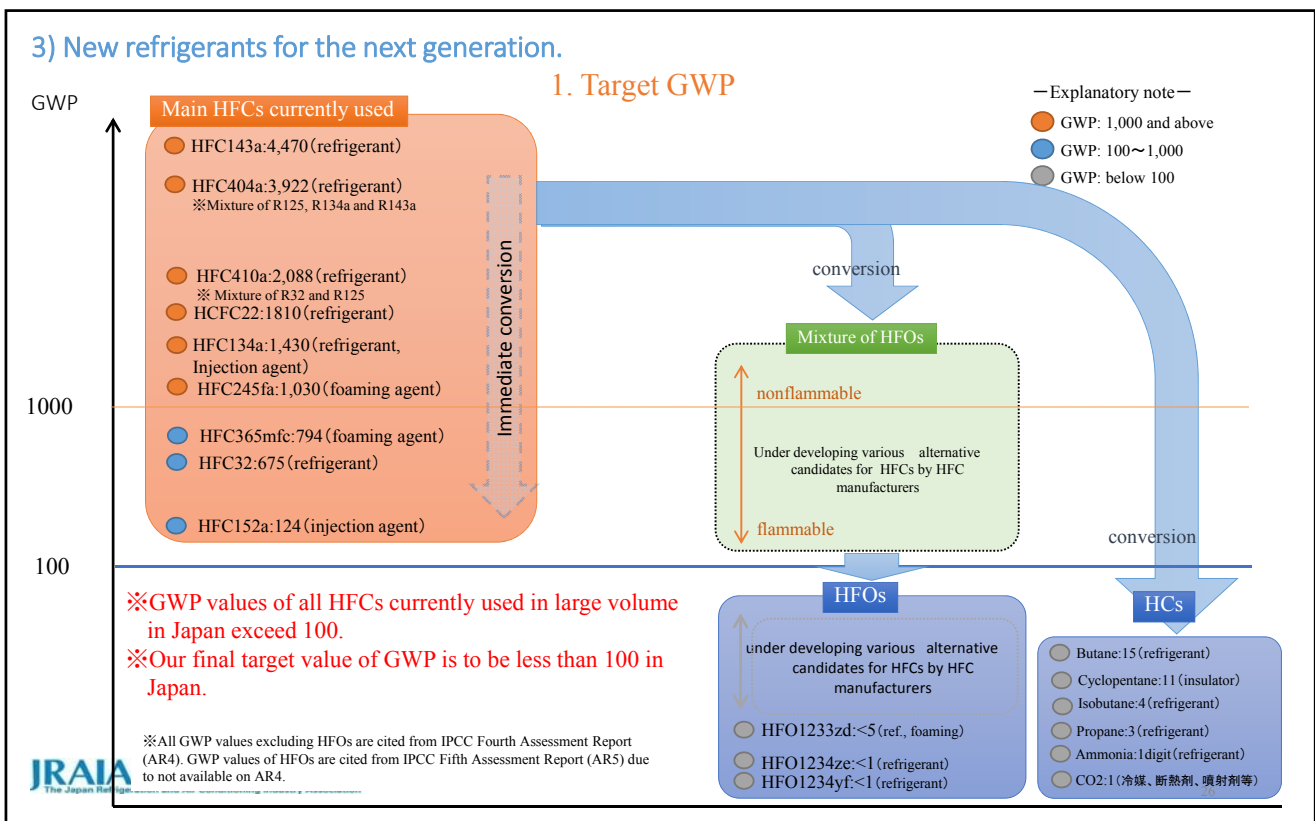 3) New refrigerants for the next generation.
1. Target GWP
GWP
Main HFCs currently used
HFC143a:4,470(refrigerant)
HFC404a:3,922(refrigerant)
※Mixture of R125, R134a and R143a
HFC410a:2,088(refrigerant)
※ Mixture of R32 and R125
HCFC22:1810(refrigerant)
HFC134a:1,430(refrigerant,
Injection agent)
HFC245fa:1,030(foaming agent)
1000
HFC365mfc:794(foaming agent)
HFC32:675(refrigerant)
HFC152a:124(injection agent)
100
Immediate conversion
-Explanatory note-
GWP: 1,000 and above
GWP: 100~1,000
GWP: below 100
conversion
Mixture of HFOs
nonflammable
Under developing various alternative
candidates for HFCs by HFC
manufacturers
flammable
conversion
※GWP values of all HFCs currently used in large volume
in Japan exceed 100.
※Our final target value of GWP is to be less than 100 in
Japan.
HFOs
under developing various alternative
candidates for HFCs by HFC
manufacturers
HFO1233zd:<5(ref., foaming)
HFO1234ze:<1(refrigerant)
HFO1234yf:<1(refrigerant)
HCs
Butane:15(refrigerant)
Cyclopentane:11(insulator)
Isobutane:4(refrigerant)
Propane:3(refrigerant)
Ammonia:1digit(refrigerant)
CO2:1(冷媒、断熱剤、噴射剤等)
26
※All GWP values excluding HFOs are cited from IPCC Fourth Assessment Report
(AR4). GWP values of HFOs are cited from IPCC Fifth Assessment Report (AR5) due
to not available on AR4.
JRAIA
The Japan Refrigeration and Air Conditioning Industry Association